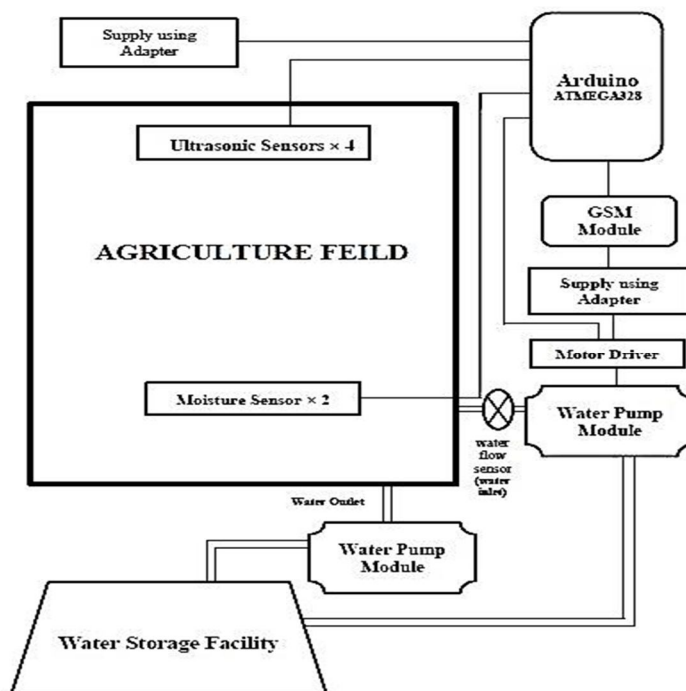 Supply using
Adapter
Arduino
ATMEGA328
Ultrasonic Sensors × 4
GSM
Module
AGRICULTURE FEILD
Supply using
Adapter
Motor Driver
Moisture Sensor × 2
Water Pump
Module
water
flow
sensor
(water
inlet)
Water Outlet
Water Pump
Module
Water Storage Facility